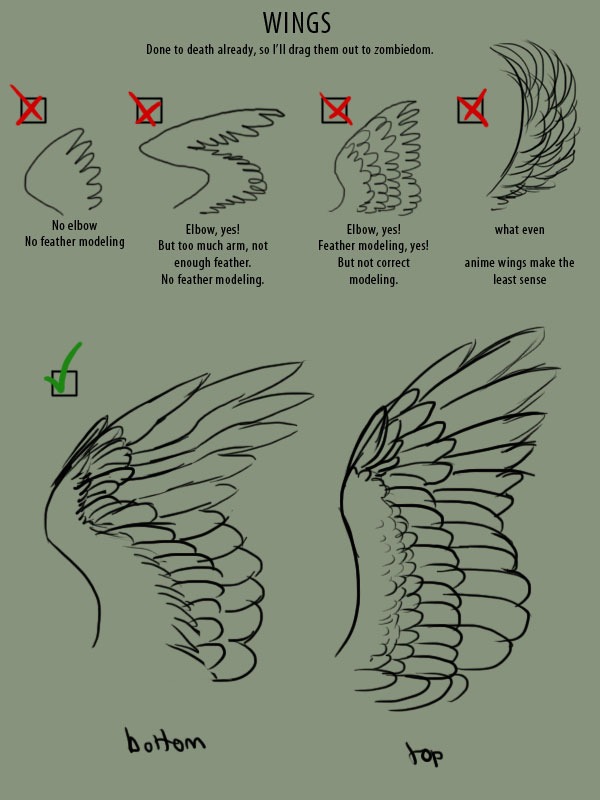 WINGS
Done to death already, so I'll drag them out to zombiedom.
No elbow
No feather modeling
Elbow, yes!
But too much arm, not
enough feather.
No feather modeling.
Elbow, yes!
Feather modeling, yes!
But not correct
modeling.
what even
anime wings make the
least sense
bottom
top